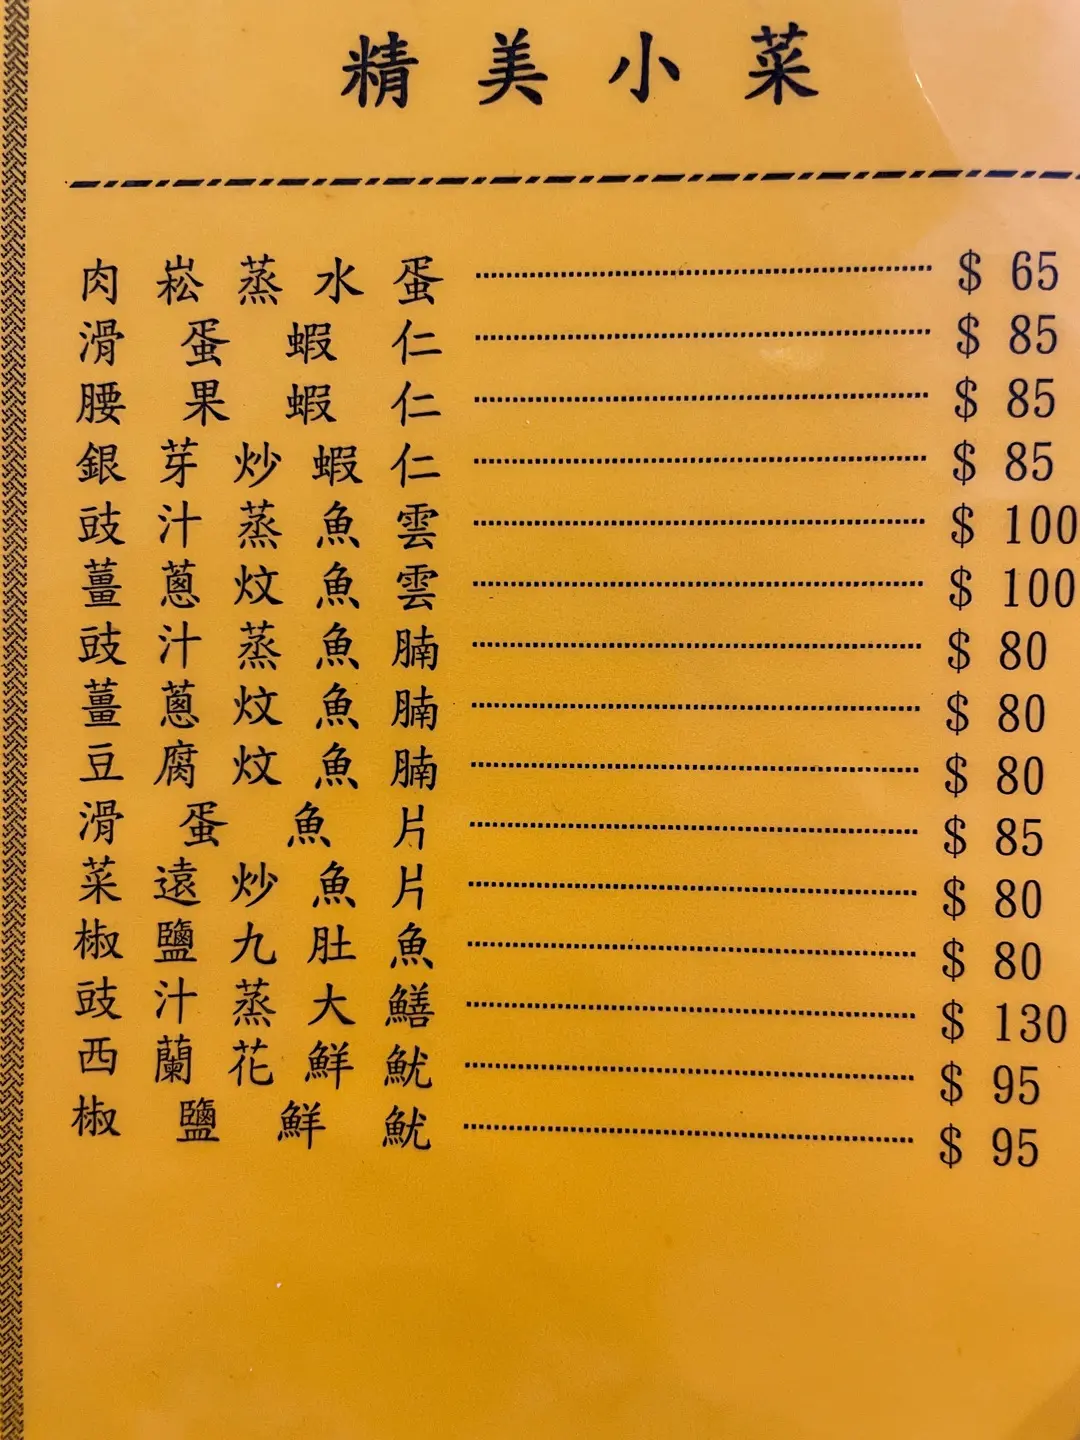 精美小菜
肉崧蒸水蛋 $ 65
滑蛋蝦仁 $ 85
腰果蝦仁 $ 85
銀芽炒蝦仁 $ 85
豉汁蒸魚雲 $ 100
薑蔥炆魚雲 $ 100
豉汁蒸魚腩 $ 80
薑蔥炆魚腩 $ 80
豆腐炆魚腩 $ 80
滑蛋魚片 $ 85
菜遠炒魚片 $ 80
椒鹽九肚魚 $ 80
豉汁蒸大鱔 $ 130
西蘭花鮮魷 $ 95
椒鹽鮮魷 $ 95